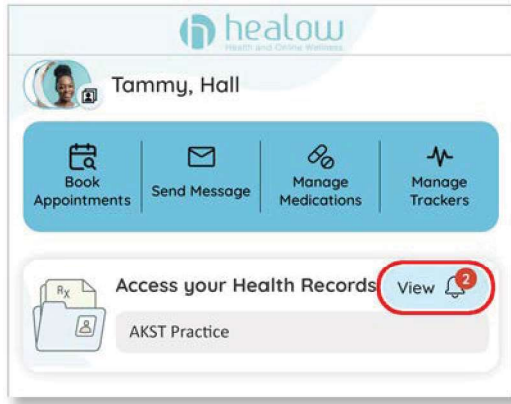 healow
Health and Online Wellness
Tammy, Hall
Book
Appointments
Send Message
Manage
Medications
Manage
Trackers
Rx
Access your Health Records
View
2
AKST Practice